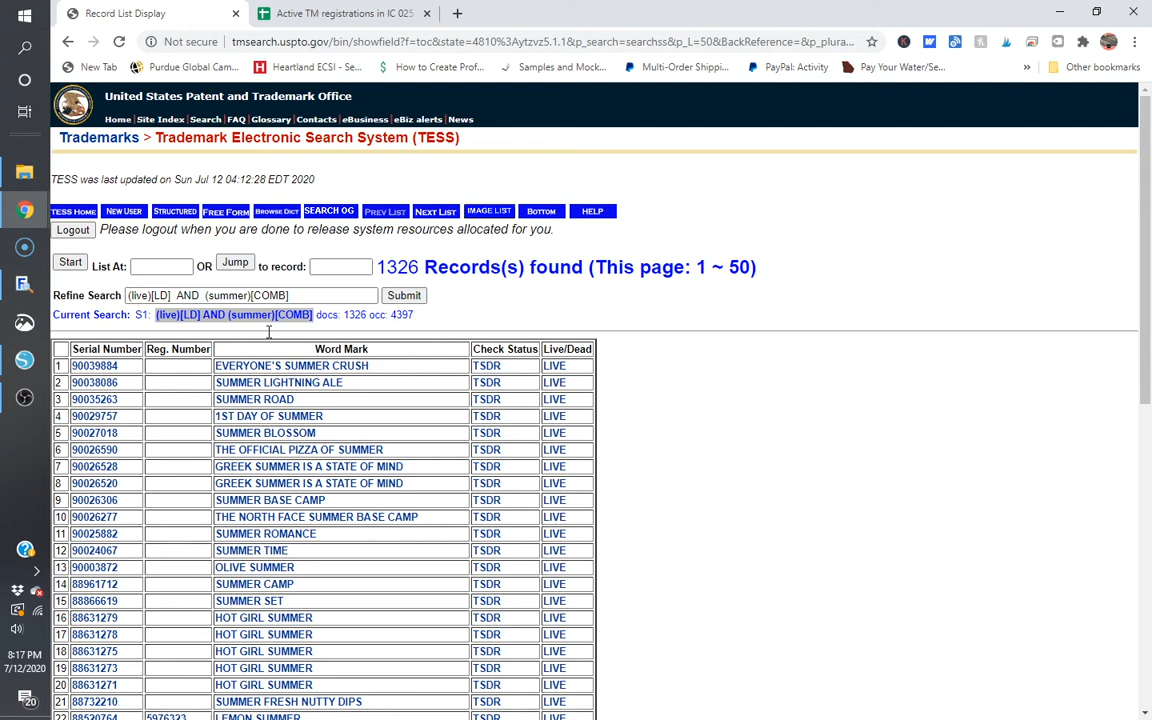 Record List Display
Active TM registrations in IC 025
Not secure
tmsearch.uspto.gov/bin/showfield?f=toc&state=4810%3Aytzvz5.1.1&p_search=searchss&p_L=50&BackReference=&p_plura...
New Tab
Purdue Global Cam...
Heartland ECSI - Se...
How to Create Prof...
Samples and Mock...
Multi-Order Shippi...
PayPal: Activity
Pay Your Water/Se...
»
Other bookmarks
United States Patent and Trademark Office
Home|Site Index|Search|FAQ|Glossary|Contacts|eBusiness|eBiz alerts|News
Trademarks > Trademark Electronic Search System (TESS)
TESS was last updated on Sun Jul 12 04:12:28 EDT 2020
TESS HOME NEW USER STRUCTURED FREE FORM BROWSE DICT SEARCH OG PREV LIST NEXT LIST IMAGE LIST BOTTOM HELP
Logout Please logout when you are done to release system resources allocated for you.
Start List At: OR Jump to record: 1326 Records(s) found (This page: 1 ~ 50)
Refine Search (live)[LD] AND (summer)[COMB] Submit
Current Search: S1: (live)[LD] AND (summer)[COMB] docs: 1326 occ: 4397
Serial Number Reg. Number Word Mark Check Status Live/Dead
1 90039884 EVERYONE'S SUMMER CRUSH TSDR LIVE
2 90038086 SUMMER LIGHTNING ALE TSDR LIVE
3 90035263 SUMMER ROAD TSDR LIVE
4 90029757 1ST DAY OF SUMMER TSDR LIVE
5 90027018 SUMMER BLOSSOM TSDR LIVE
6 90026590 THE OFFICIAL PIZZA OF SUMMER TSDR LIVE
7 90026528 GREEK SUMMER IS A STATE OF MIND TSDR LIVE
8 90026520 GREEK SUMMER IS A STATE OF MIND TSDR LIVE
9 90026306 SUMMER BASE CAMP TSDR LIVE
10 90026277 THE NORTH FACE SUMMER BASE CAMP TSDR LIVE
11 90025882 SUMMER ROMANCE TSDR LIVE
12 90024067 SUMMER TIME TSDR LIVE
13 90003872 OLIVE SUMMER TSDR LIVE
14 88961712 SUMMER CAMP TSDR LIVE
15 88866619 SUMMER SET TSDR LIVE
16 88631279 HOT GIRL SUMMER TSDR LIVE
17 88631278 HOT GIRL SUMMER TSDR LIVE
18 88631275 HOT GIRL SUMMER TSDR LIVE
19 88631273 HOT GIRL SUMMER TSDR LIVE
20 88631271 HOT GIRL SUMMER TSDR LIVE
21 88732210 SUMMER FRESH NUTTY DIPS TSDR LIVE
22 88520764 5976323 LEMON SUMMER TSDR LIVE
8:17 PM
7/12/2020
20